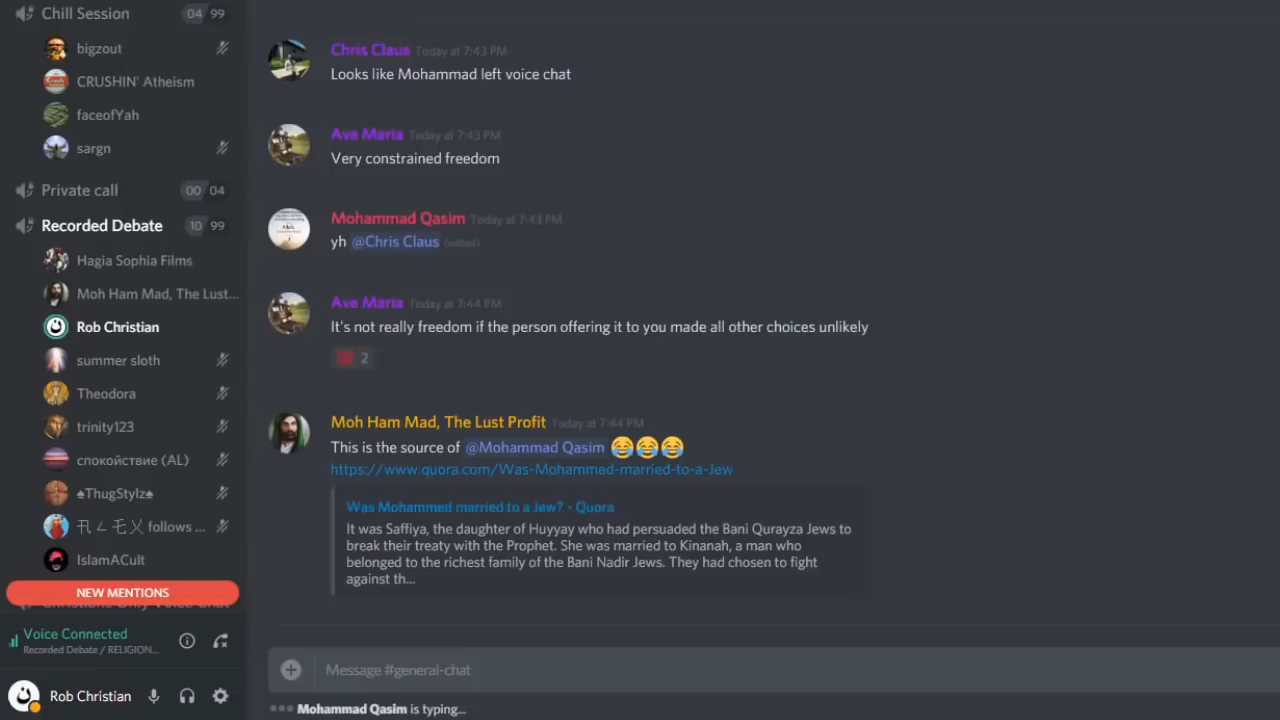 Chill Session 04 99
bigzout
CRUSHIN' Atheism
faceofYah
sargn
Private call 00 04
Recorded Debate 10 99
Hagia Sophia Films
Moh Ham Mad, The Lust...
Rob Christian
summer sloth
Theodora
trinity123
спокойствие (AL)
♠ThugStylz♠
follows ...
IslamACult
NEW MENTIONS
Christians Only Voice Chat
Voice Connected
Recorded Debate / RELIGION...
Rob Christian
Chris Claus Today at 7:43 PM
Looks like Mohammad left voice chat
Ave Maria Today at 7:43 PM
Very constrained freedom
Mohammad Qasim Today at 7:43 PM
yh @Chris Claus (edited)
Ave Maria Today at 7:44 PM
It's not really freedom if the person offering it to you made all other choices unlikely
💯 2
Moh Ham Mad, The Lust Profit Today at 7:44 PM
This is the source of @Mohammad Qasim 😂😂😂
https://www.quora.com/Was-Mohammed-married-to-a-Jew
Was Mohammed married to a Jew? - Quora
It was Saffiya, the daughter of Huyyay who had persuaded the Bani Qurayza Jews to
break their treaty with the Prophet. She was married to Kinanah, a man who
belonged to the richest family of the Bani Nadir Jews. They had chosen to fight
against th...
Message #general-chat
Mohammad Qasim is typing...